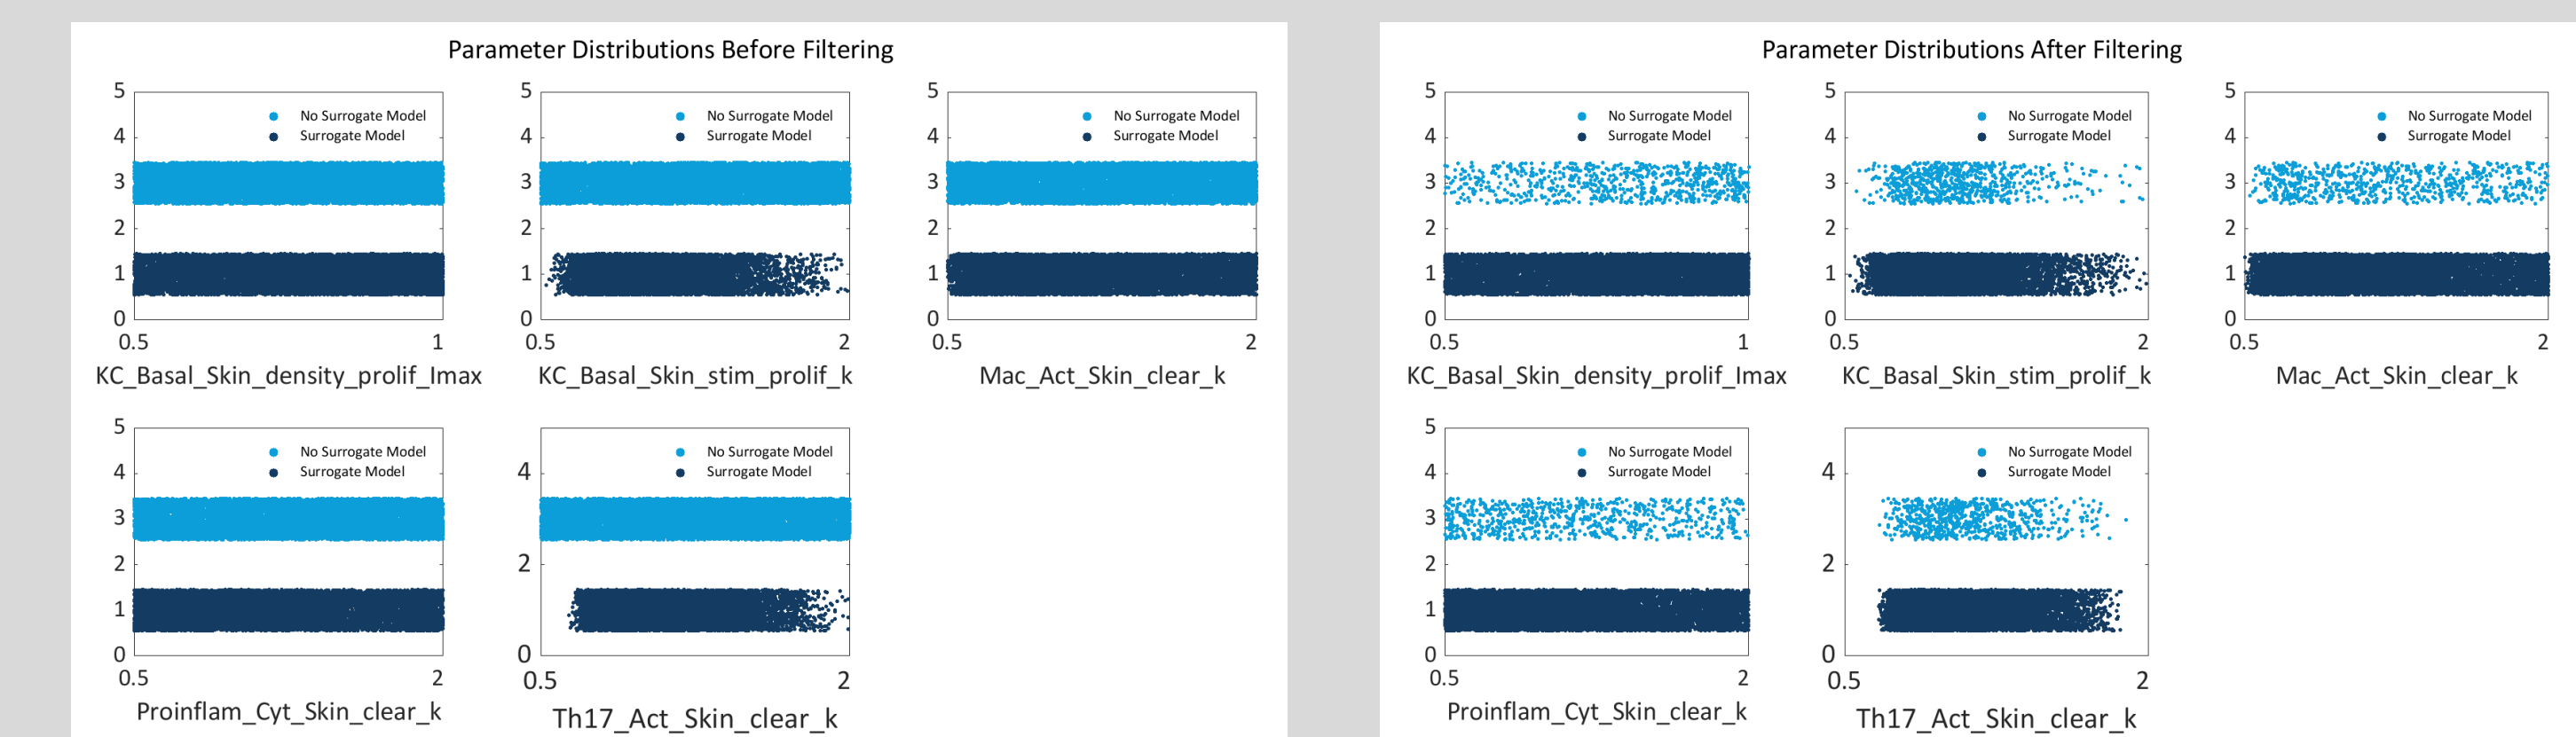 Parameter Distributions Before Filtering
5
4
3
2
1
0
0.5
1
No Surrogate Model
Surrogate Model
KC_Basal_Skin_density_prolif_Imax
5
4
3
2
1
0
0.5
2
No Surrogate Model
Surrogate Model
KC_Basal_Skin_stim_prolif_k
5
4
3
2
1
0
0.5
2
No Surrogate Model
Surrogate Model
Mac_Act_Skin_clear_k
5
4
3
2
1
0
0.5
2
No Surrogate Model
Surrogate Model
Proinflam_Cyt_Skin_clear_k
4
2
0
0.5
2
No Surrogate Model
Surrogate Model
Th17_Act_Skin_clear_k
Parameter Distributions After Filtering
5
4
3
2
1
0
0.5
1
No Surrogate Model
Surrogate Model
KC_Basal_Skin_density_prolif_Imax
5
4
3
2
1
0
0.5
2
No Surrogate Model
Surrogate Model
KC_Basal_Skin_stim_prolif_k
5
4
3
2
1
0
0.5
2
No Surrogate Model
Surrogate Model
Mac_Act_Skin_clear_k
5
4
3
2
1
0
0.5
2
No Surrogate Model
Surrogate Model
Proinflam_Cyt_Skin_clear_k
4
2
0
0.5
2
No Surrogate Model
Surrogate Model
Th17_Act_Skin_clear_k